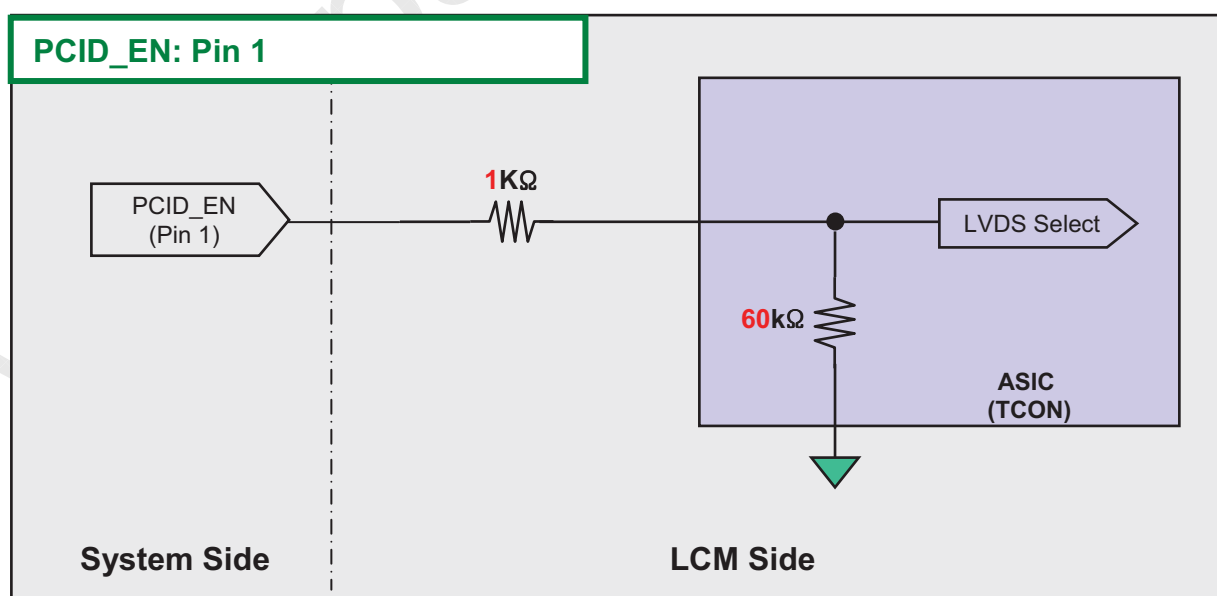 PCID_EN: Pin 1
1KΩ
PCID_EN
(Pin 1)
LVDS Select
60kΩ
ASIC
(TCON)
System Side
LCM Side